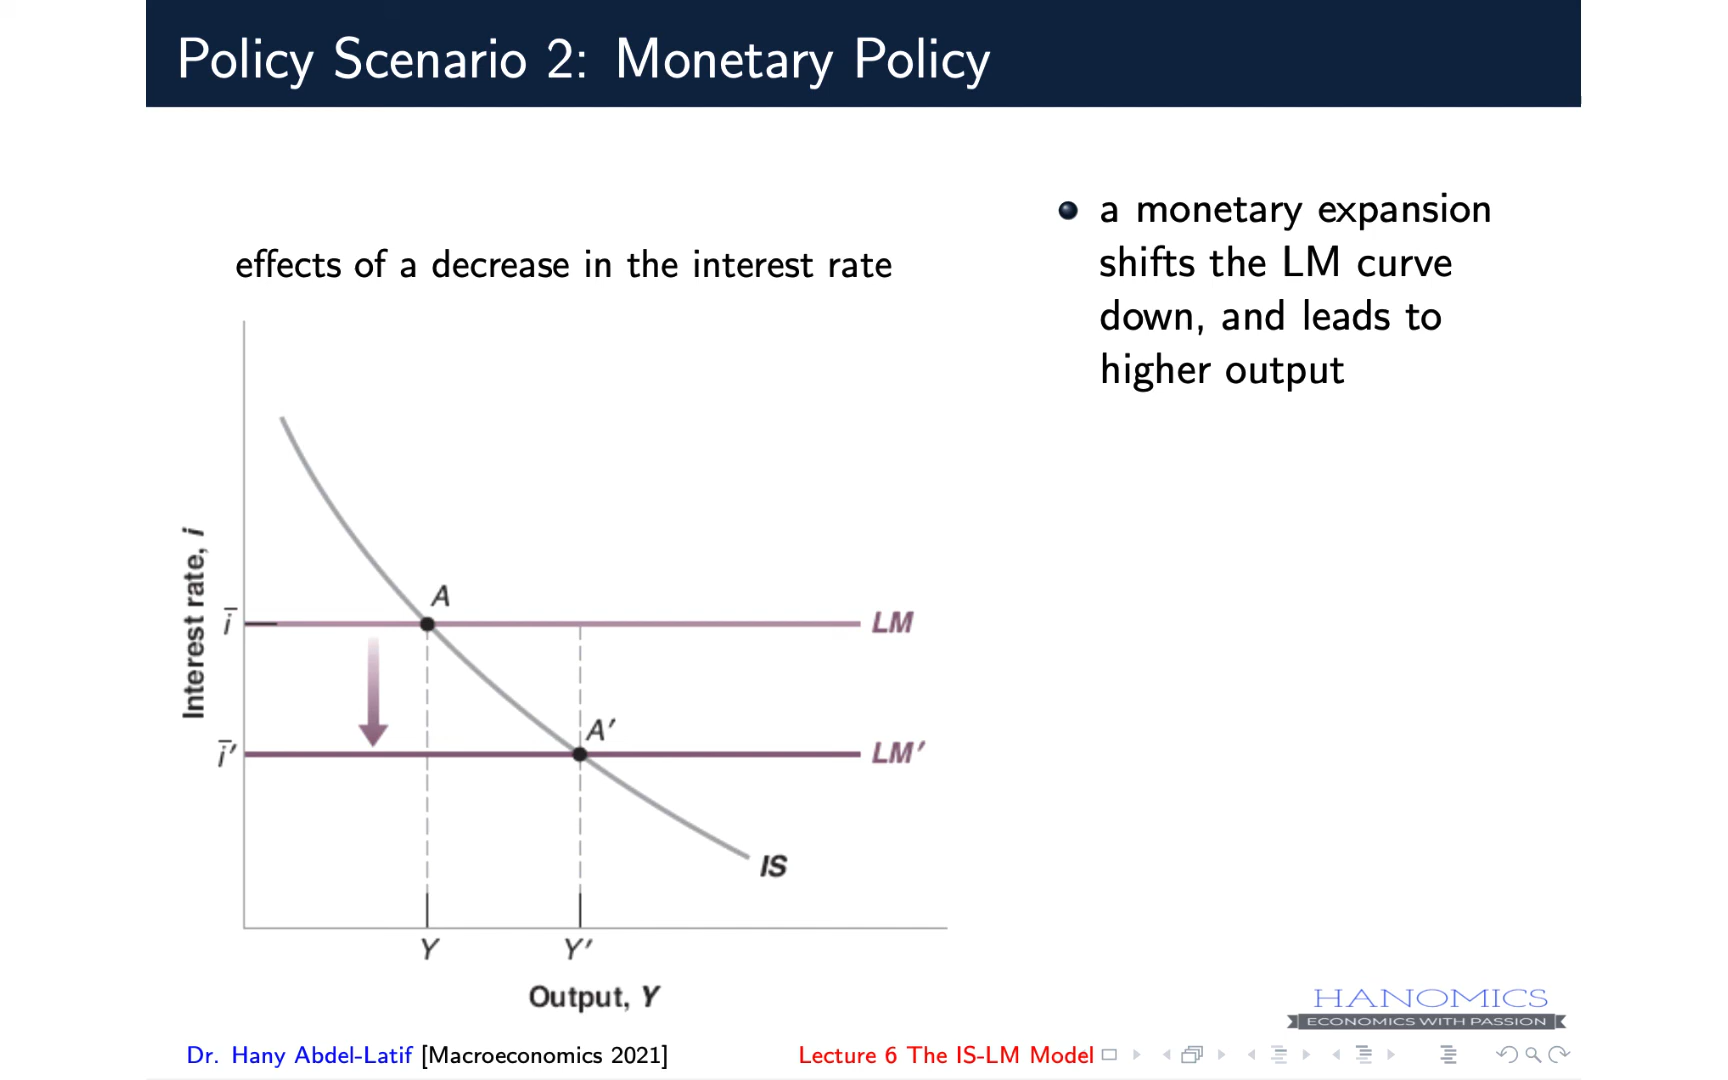 Policy Scenario 2: Monetary Policy
effects of a decrease in the interest rate
Interest rate, i
i̅
i̅′
A
A′
LM
LM′
IS
Y
Y′
Output, Y
a monetary expansion
shifts the LM curve
down, and leads to
higher output
HANOMICS
ECONOMICS WITH PASSION
Dr. Hany Abdel-Latif [Macroeconomics 2021]
Lecture 6 The IS-LM Model